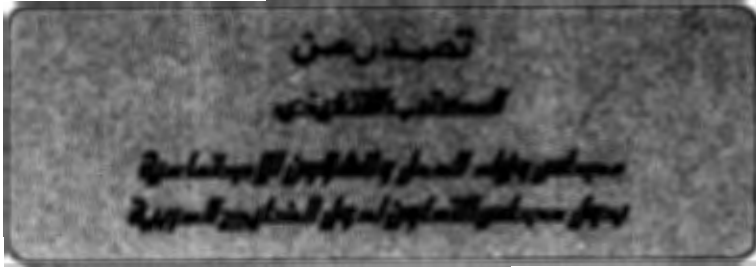 تصدر عن
المكتب التنفيذي
لمجلس وزراء العمل والشؤون الاجتماعية
بدول مجلس التعاون لدول الخليج العربية